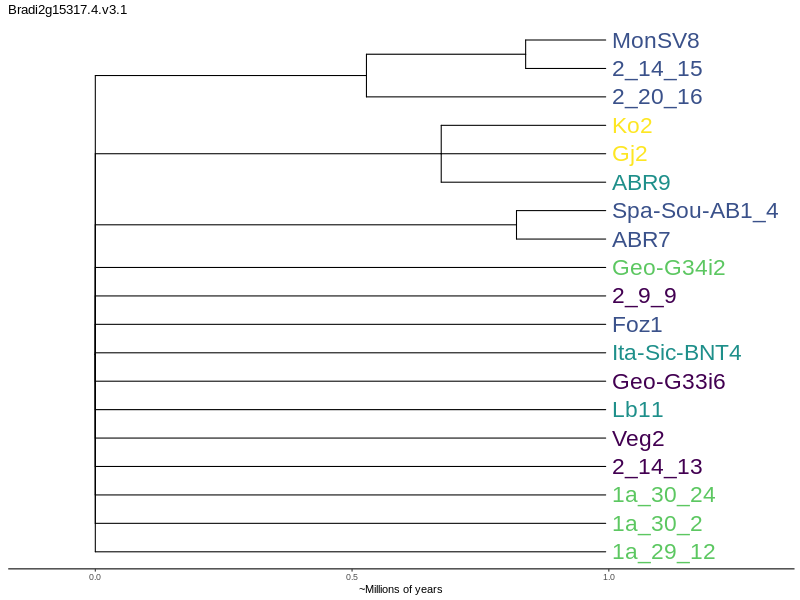 Bradi2g15317.4.v3.1
MonSV8
2_14_15
2_20_16
Ko2
Gj2
ABR9
Spa-Sou-AB1_4
ABR7
Geo-G34i2
2_9_9
Foz1
Ita-Sic-BNT4
Geo-G33i6
Lb11
Veg2
2_14_13
1a_30_24
1a_30_2
1a_29_12
0.0 0.5 1.0
~Millions of years